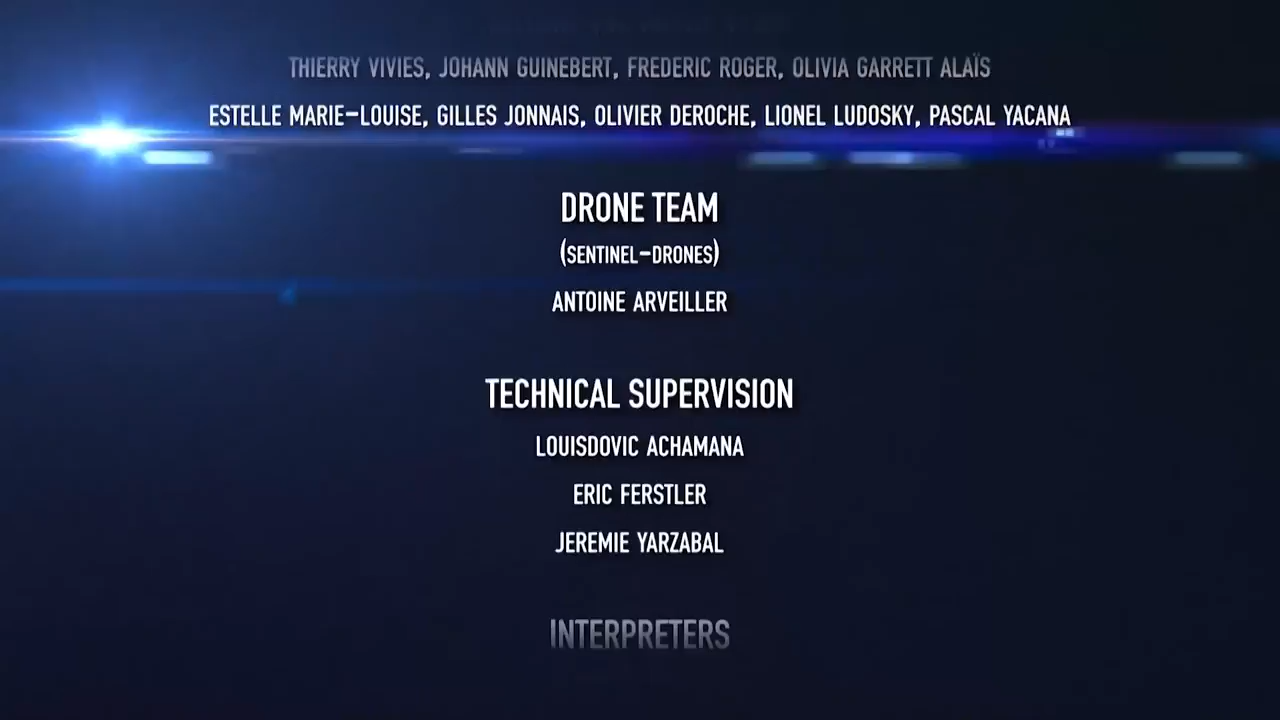 THIERRY VIVIES, JOHANN GUINEBERT, FREDERIC ROGER, OLIVIA GARRETT ALAÏS
ESTELLE MARIE-LOUISE, GILLES JONNAIS, OLIVIER DEROCHE, LIONEL LUDOSKY, PASCAL YACANA
DRONE TEAM
(SENTINEL-DRONES)
ANTOINE ARVEILLER
TECHNICAL SUPERVISION
LOUISDOVIC ACHAMANA
ERIC FERSTLER
JEREMIE YARZABAL
INTERPRETERS